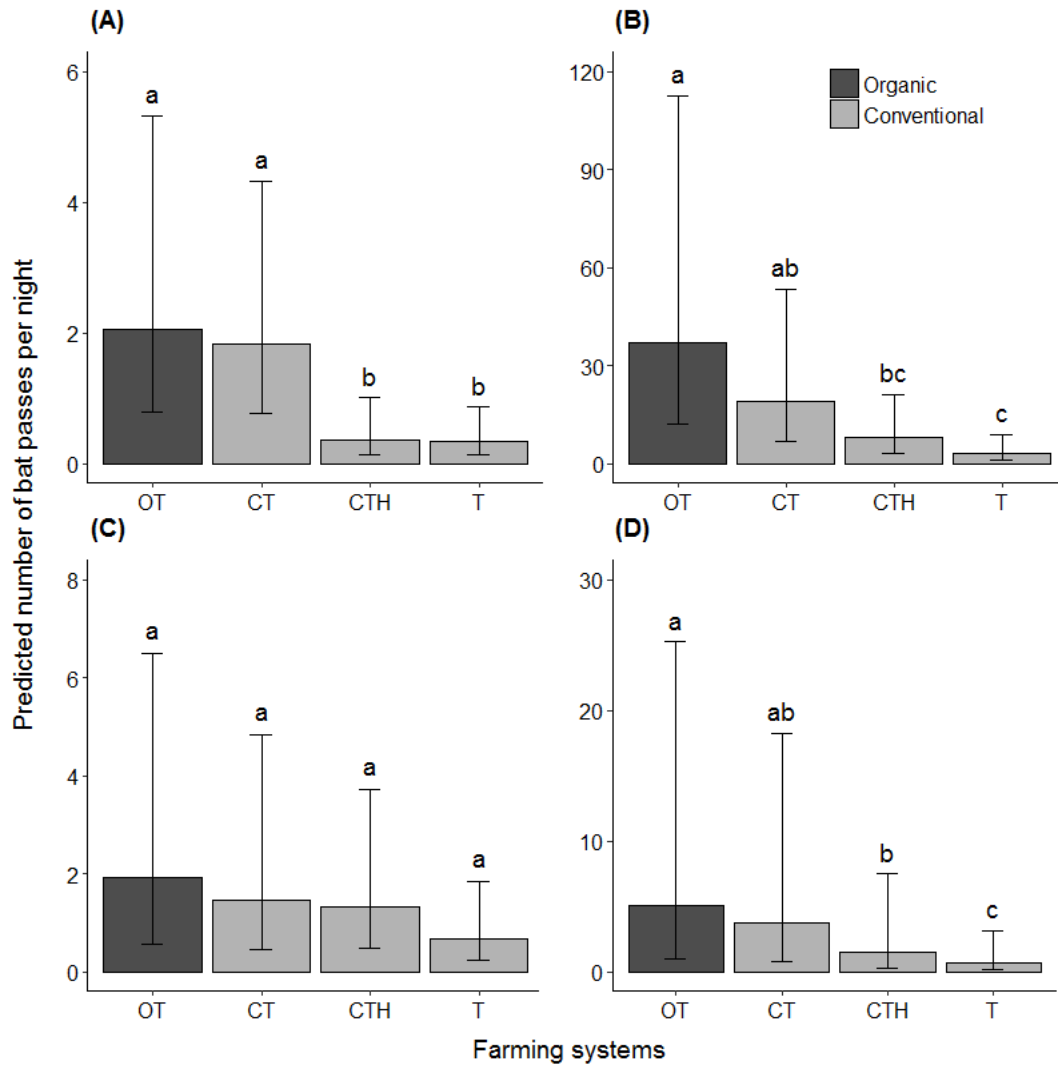 (A)
Predicted number of bat passes per night
6
4
2
0
a
a
b
b
OT CT CTH T
(B)
120
90
60
30
0
a
ab
bc
c
Organic
Conventional
OT CT CTH T
(C)
8
6
4
2
0
a
a
a
a
OT CT CTH T
(D)
30
20
10
0
a
ab
b
c
OT CT CTH T
Farming systems